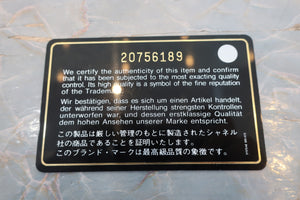 20756189
We certify the authenticity of this item and confirm
that it has been subjected to the most exacting quality
control. Its high quality is a symbol of the fine reputation
of the Trademark.
Wir bestätigen, dass es sich um einen Artikel handelt,
der während seiner Herstellung strengsten Kontrollen
unterworfen war, und dessen erstklassige Qualität
dem hohen Ansehen unserer Marke entspricht.
この製品は厳しい管理のもとに製造されたシャネル
社の商品であることを証明いたします。
このブランド・マークは最高級品質の象徴です。